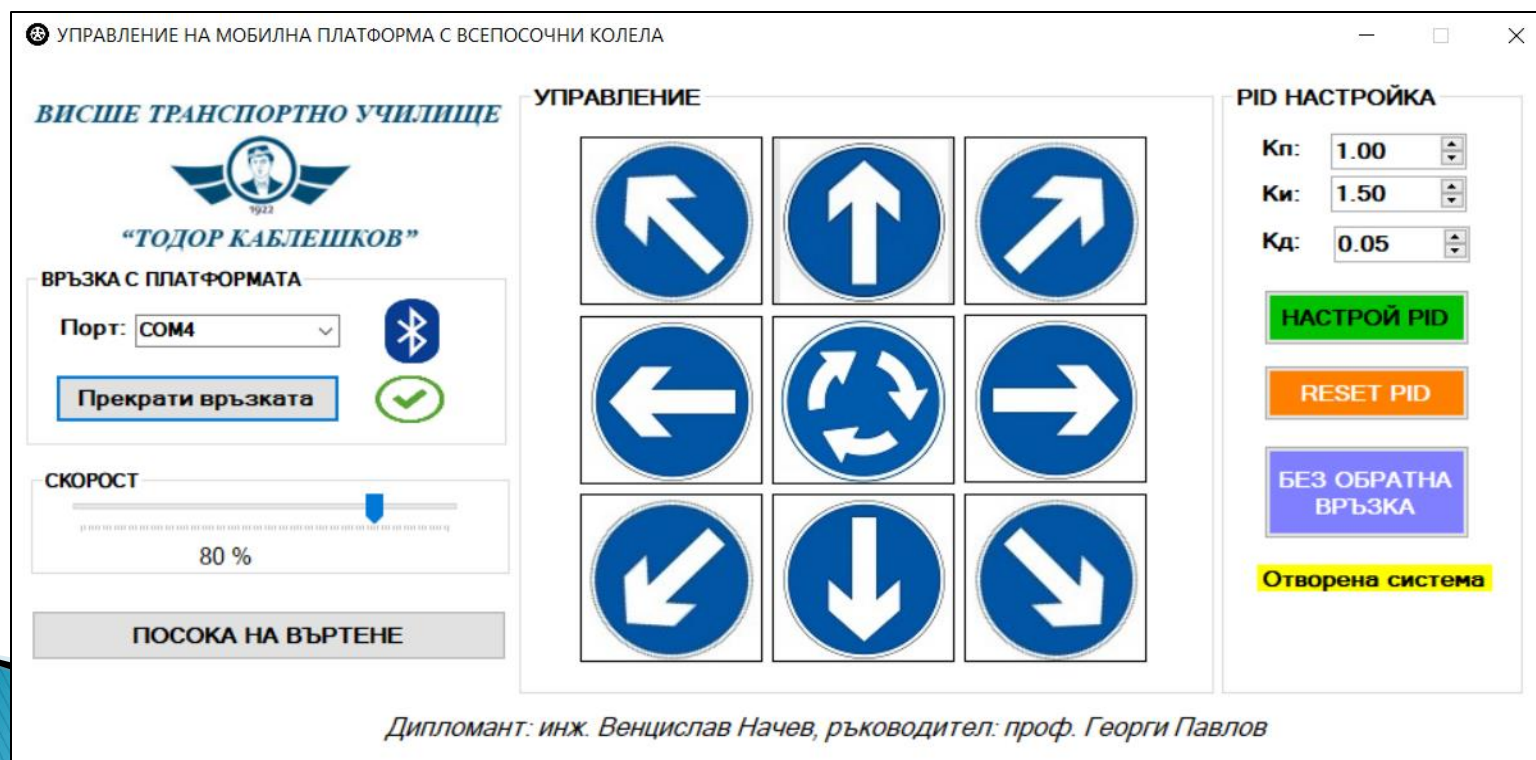 УПРАВЛЕНИЕ НА МОБИЛНА ПЛАТФОРМА С ВСЕПОСОЧНИ КОЛЕЛА
ВИСШЕ ТРАНСПОРТНО УЧИЛИЩЕ
1922
“ТОДОР КАБЛЕШКОВ”
ВРЪЗКА С ПЛАТФОРМАТА
Порт: COM4
Прекрати връзката
СКОРОСТ
80 %
ПОСОКА НА ВЪРТЕНЕ
УПРАВЛЕНИЕ
PID НАСТРОЙКА
Кп: 1.00
Ки: 1.50
Кд: 0.05
НАСТРОЙ PID
RESET PID
БЕЗ ОБРАТНА
ВРЪЗКА
Отворена система
Дипломант: инж. Венцислав Начев, ръководител: проф. Георги Павлов